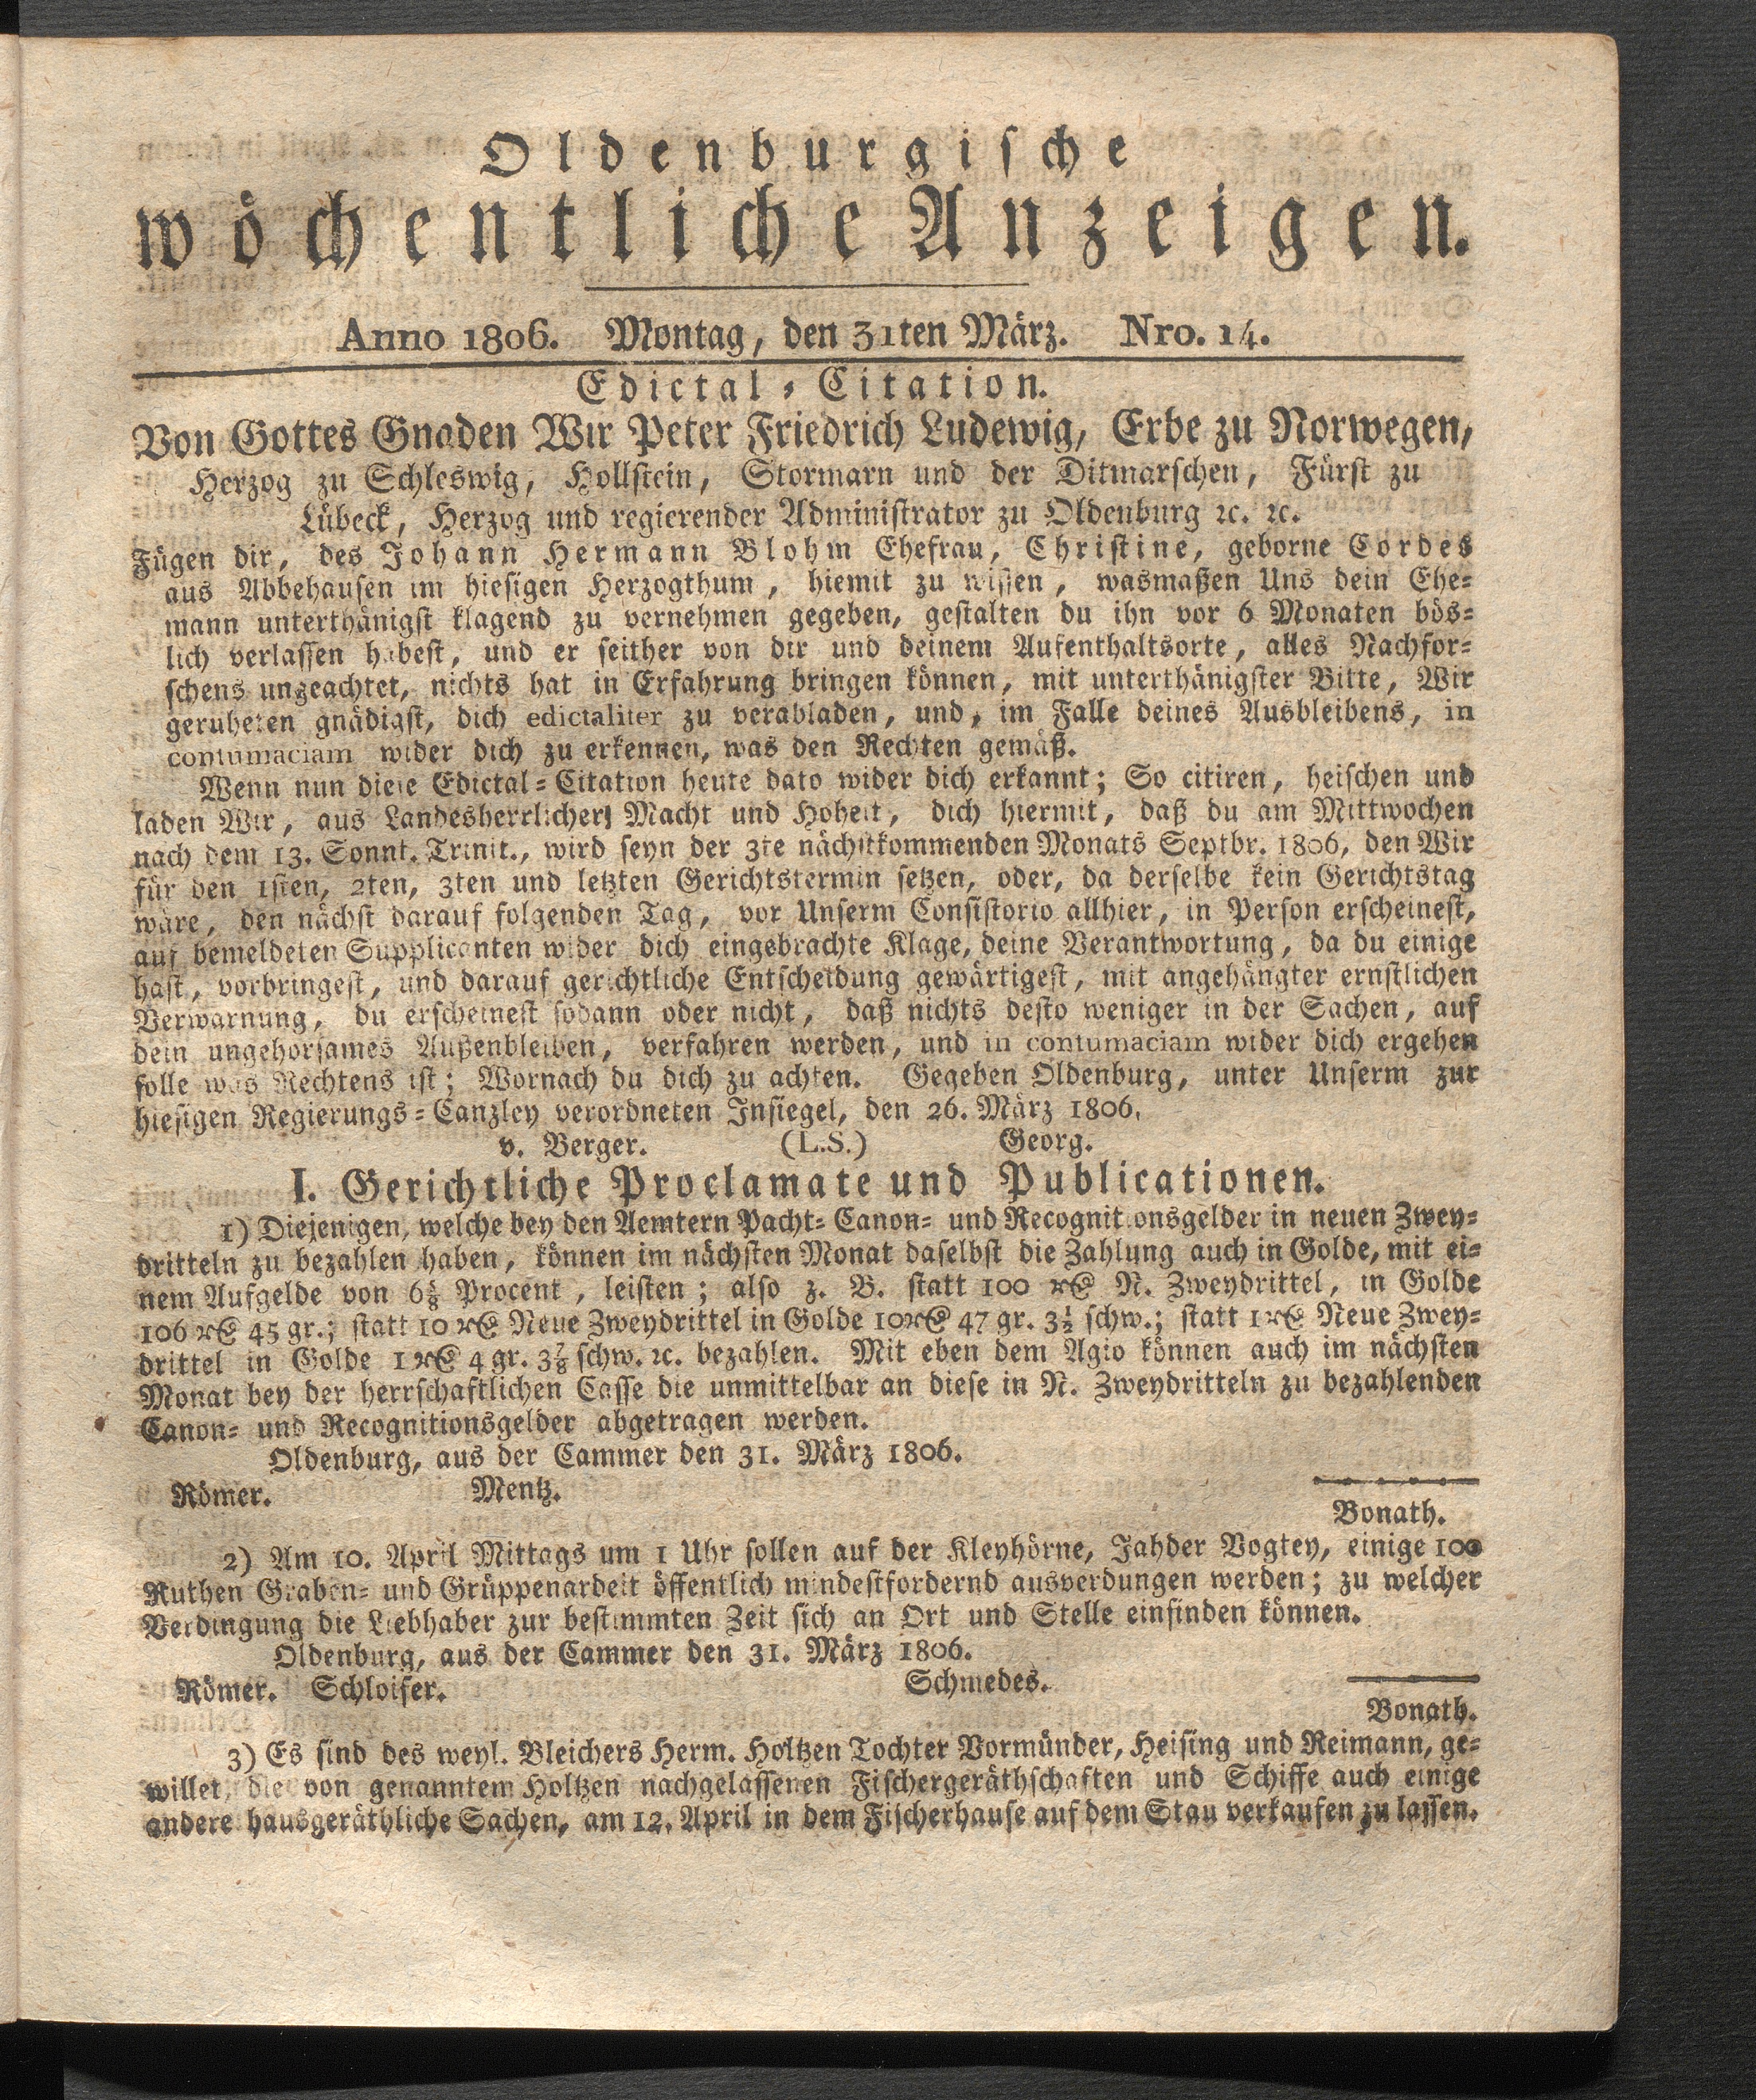 Oldenburgische
wöchentliche Anzeigen.
Anno 1806. Montag, den 31ten März. Nro. 14.
Edictal-Citation.
Von Gottes Gnaden Wir Peter Friedrich Ludewig, Erbe zu Norwegen,
Herzog zu Schleswig, Hollstein, Stormarn und der Ditmarschen, Fürst zu
Lübeck, Herzog und regierender Administrator zu Oldenburg ꝛc. ꝛc.
Fügen dir, des Johann Hermann Blohm Ehefrau, Christine, geborne Cordes
aus Abbehausen im hiesigen Herzogthum, hiemit zu wissen, wasmaßen Uns dein Ehe-
mann unterthänigst klagend zu vernehmen gegeben, gestalten du ihn vor 6 Monaten bös-
lich verlassen habest, und er seither von dir und deinem Aufenthaltsorte, alles Nachfor-
schens ungeachtet, nichts hat in Erfahrung bringen können, mit unterthänigster Bitte, Wir
geruheten gnädigst, dich edictaliter zu verabladen, und, im Falle deines Ausbleibens, in
contumaciam wider dich zu erkennen, was den Rechten gemäß.
Wenn nun diese Edictal-Citation heute dato wider dich erkannt; So citiren, heischen und
laden Wir, aus Landesherrlicher Macht und Hoheit, dich hiermit, daß du am Mittwochen
nach dem 13. Sonnt. Trinit., wird seyn der 3te nächstkommenden Monats Septbr. 1806, den Wir
für den 1sten, 2ten, 3ten und letzten Gerichtstermin setzen, oder, da derselbe kein Gerichtstag
wäre, den nächst darauf folgenden Tag, vor Unserm Consistorio allhier, in Person erscheinest,
auf bemeldeten Supplicanten wider dich eingebrachte Klage, deine Verantwortung, da du einige
hast, vorbringest, und darauf gerichtliche Entscheidung gewärtigest, mit angehängter ernstlichen
Verwarnung, du erscheinest sodann oder nicht, daß nichts desto weniger in der Sachen, auf
dein ungehorsames Außenbleiben, verfahren werden, und in contumaciam wider dich ergehen
solle was Rechtens ist; Wornach du dich zu achten. Gegeben Oldenburg, unter Unserm zur
hiesigen Regierungs-Canzley verordneten Insiegel, den 26. März 1806.
v. Berger. (L.S.) Georg.
I. Gerichtliche Proclamate und Publicationen.
1) Diejenigen, welche bey den Aemtern Pacht- Canon- und Recognitionsgelder in neuen Zwey-
dritteln zu bezahlen haben, können im nächsten Monat daselbst die Zahlung auch in Golde, mit ei-
nem Aufgelde von 6⅝ Procent, leisten; also z. B. statt 100 rE N. Zweydrittel, in Golde
106 rE 45 gr.; statt 10 rE Neue Zweydrittel in Golde 10 rE 47 gr. 3½ schw.; statt 1 rE Neue Zwey-
drittel in Golde 1 rE 4 gr. 3⅞ schw. ꝛc. bezahlen. Mit eben dem Agio können auch im nächsten
Monat bey der herrschaftlichen Casse die unmittelbar an diese in N. Zweydritteln zu bezahlenden
Canon- und Recognitionsgelder abgetragen werden.
Oldenburg, aus der Cammer den 31. März 1806.
Römer. Mentz.
Bonath.
2) Am 10. April Mittags um 1 Uhr sollen auf der Kleyhörne, Jahder Vogtey, einige 100
Ruthen Graben- und Grüppenardeit öffentlich mindestfordernd ausverdungen werden; zu welcher
Verdingung die Liebhaber zur bestimmten Zeit sich an Ort und Stelle einfinden können.
Oldenburg, aus der Cammer den 31. März 1806.
Römer. Schloifer. Schmedes.
Bonath.
3) Es sind des weyl. Bleichers Herm. Holtzen Tochter Vormünder, Heising und Reimann, ge-
willet, die von genanntem Holtzen nachgelassenen Fischergeräthschaften und Schiffe auch einige
andere hausgeräthliche Sachen, am 12. April in dem Fischerhause auf dem Stau verkaufen zu lassen.